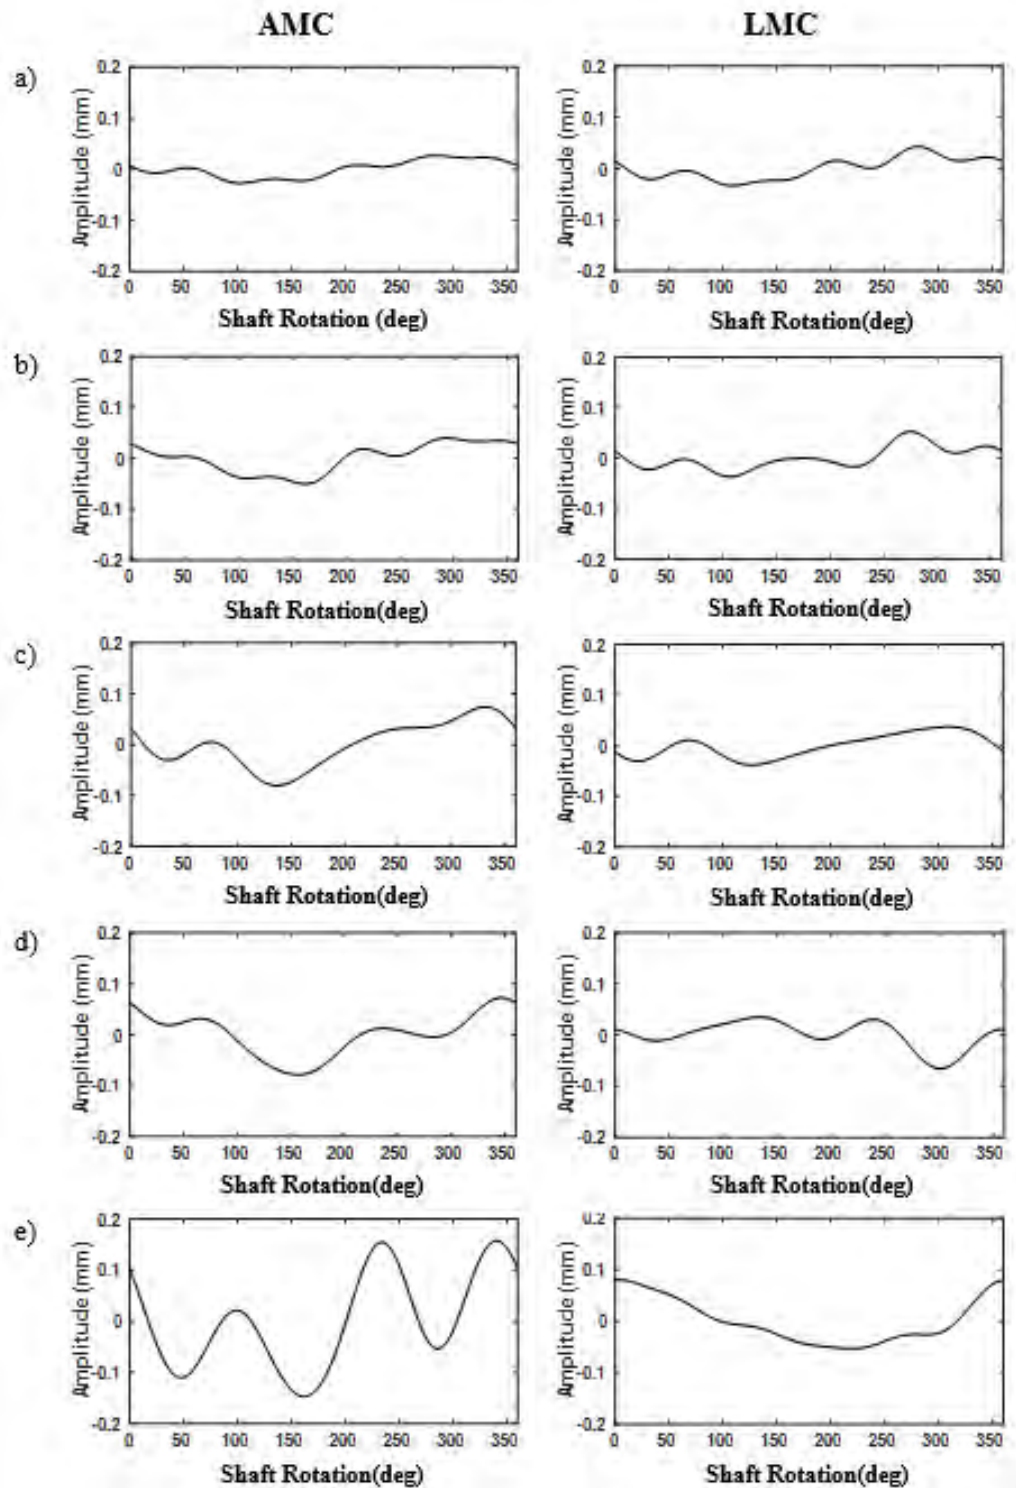 AMC LMC
a)
Amplitude (mm) Amplitude (mm)
0.2 0.2
0.1 0.1
0 0
-0.1 -0.1
-0.2 -0.2
0 50 100 150 200 250 300 350 0 50 100 150 200 250 300 350
Shaft Rotation (deg) Shaft Rotation(deg)
b)
Amplitude (mm) Amplitude (mm)
0.2 0.2
0.1 0.1
0 0
-0.1 -0.1
-0.2 -0.2
0 50 100 150 200 250 300 350 0 50 100 150 200 250 300 350
Shaft Rotation(deg) Shaft Rotation(deg)
c)
Amplitude (mm) Amplitude (mm)
0.2 0.2
0.1 0.1
0 0
-0.1 -0.1
-0.2 -0.2
0 50 100 150 200 250 300 350 0 50 100 150 200 250 300 350
Shaft Rotation(deg) Shaft Rotation(deg)
d)
Amplitude (mm) Amplitude (mm)
0.2 0.2
0.1 0.1
0 0
-0.1 -0.1
-0.2 -0.2
0 50 100 150 200 250 300 350 0 50 100 150 200 250 300 350
Shaft Rotation(deg) Shaft Rotation(deg)
e)
Amplitude (mm) Amplitude (mm)
0.2 0.2
0.1 0.1
0 0
-0.1 -0.1
-0.2 -0.2
0 50 100 150 200 250 300 350 0 50 100 150 200 250 300 350
Shaft Rotation(deg) Shaft Rotation(deg)